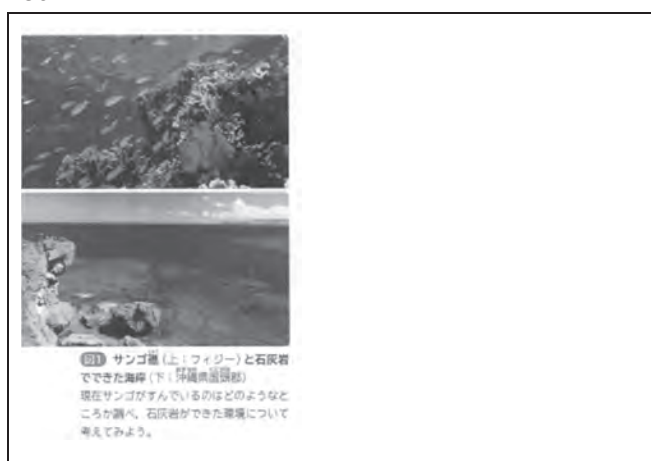 図1 サンゴ礁(上:フィジー)と石灰岩
でできた海岸(下:沖縄県国頭郡)
現在サンゴがすんでいるのはどのようなと
ころか調べ,石灰岩ができた環境について
考えてみよう。